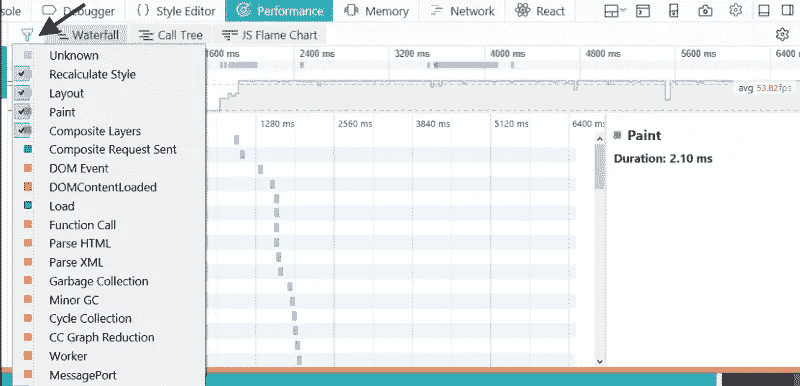 sole Debugger Style Editor Performance Memory Network React
Waterfall Call Tree JS Flame Chart
1600 ms 2400 ms 3200 ms 4000 ms 4800 ms 5600 ms 6400
avg 53.82fps
Unknown
Recalculate Style
Layout
Paint
Composite Layers
Composite Request Sent
DOM Event
DOMContentLoaded
Load
Function Call
Parse HTML
Parse XML
Garbage Collection
Minor GC
Cycle Collection
CC Graph Reduction
Worker
MessagePort
1280 ms 2560 ms 3840 ms 5120 ms 6400 ms
Paint
Duration: 2.10 ms